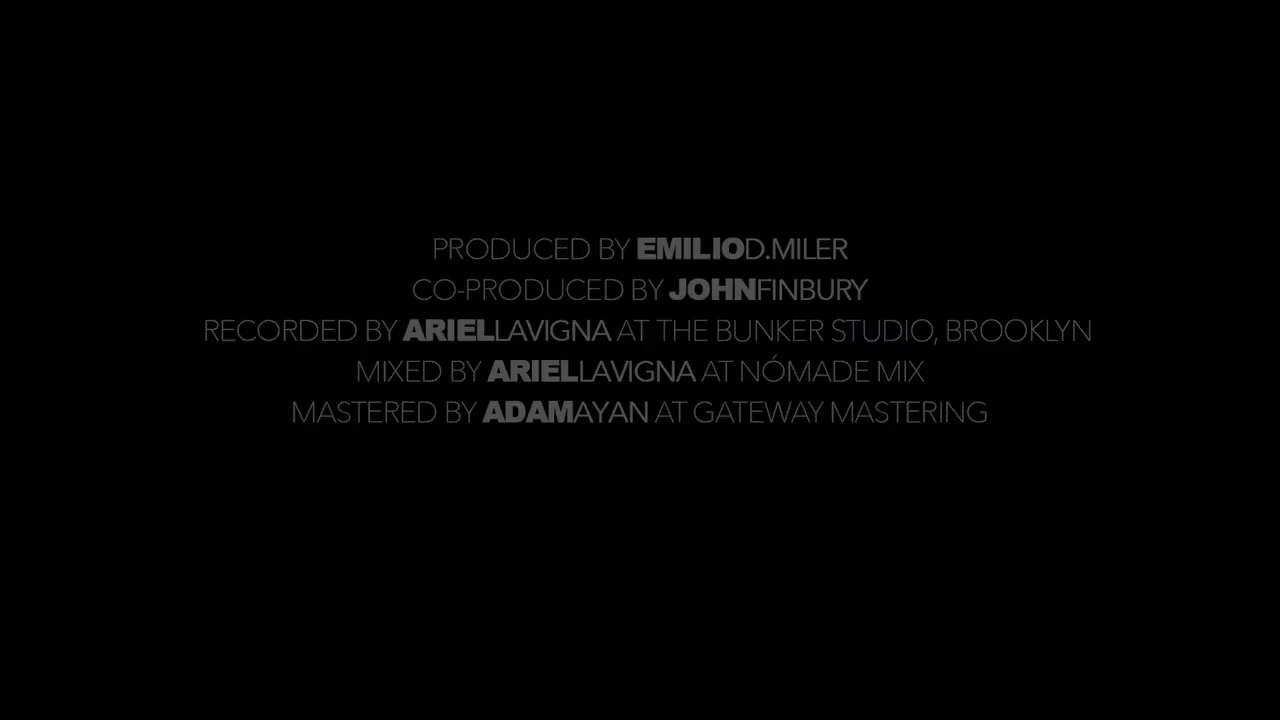 PRODUCED BY EMILIOD.MILER
CO-PRODUCED BY JOHNFINBURY
RECORDED BY ARIELLAVIGNA AT THE BUNKER STUDIO, BROOKLYN
MIXED BY ARIELLAVIGNA AT NÓMADE MIX
MASTERED BY ADAMAYAN AT GATEWAY MASTERING